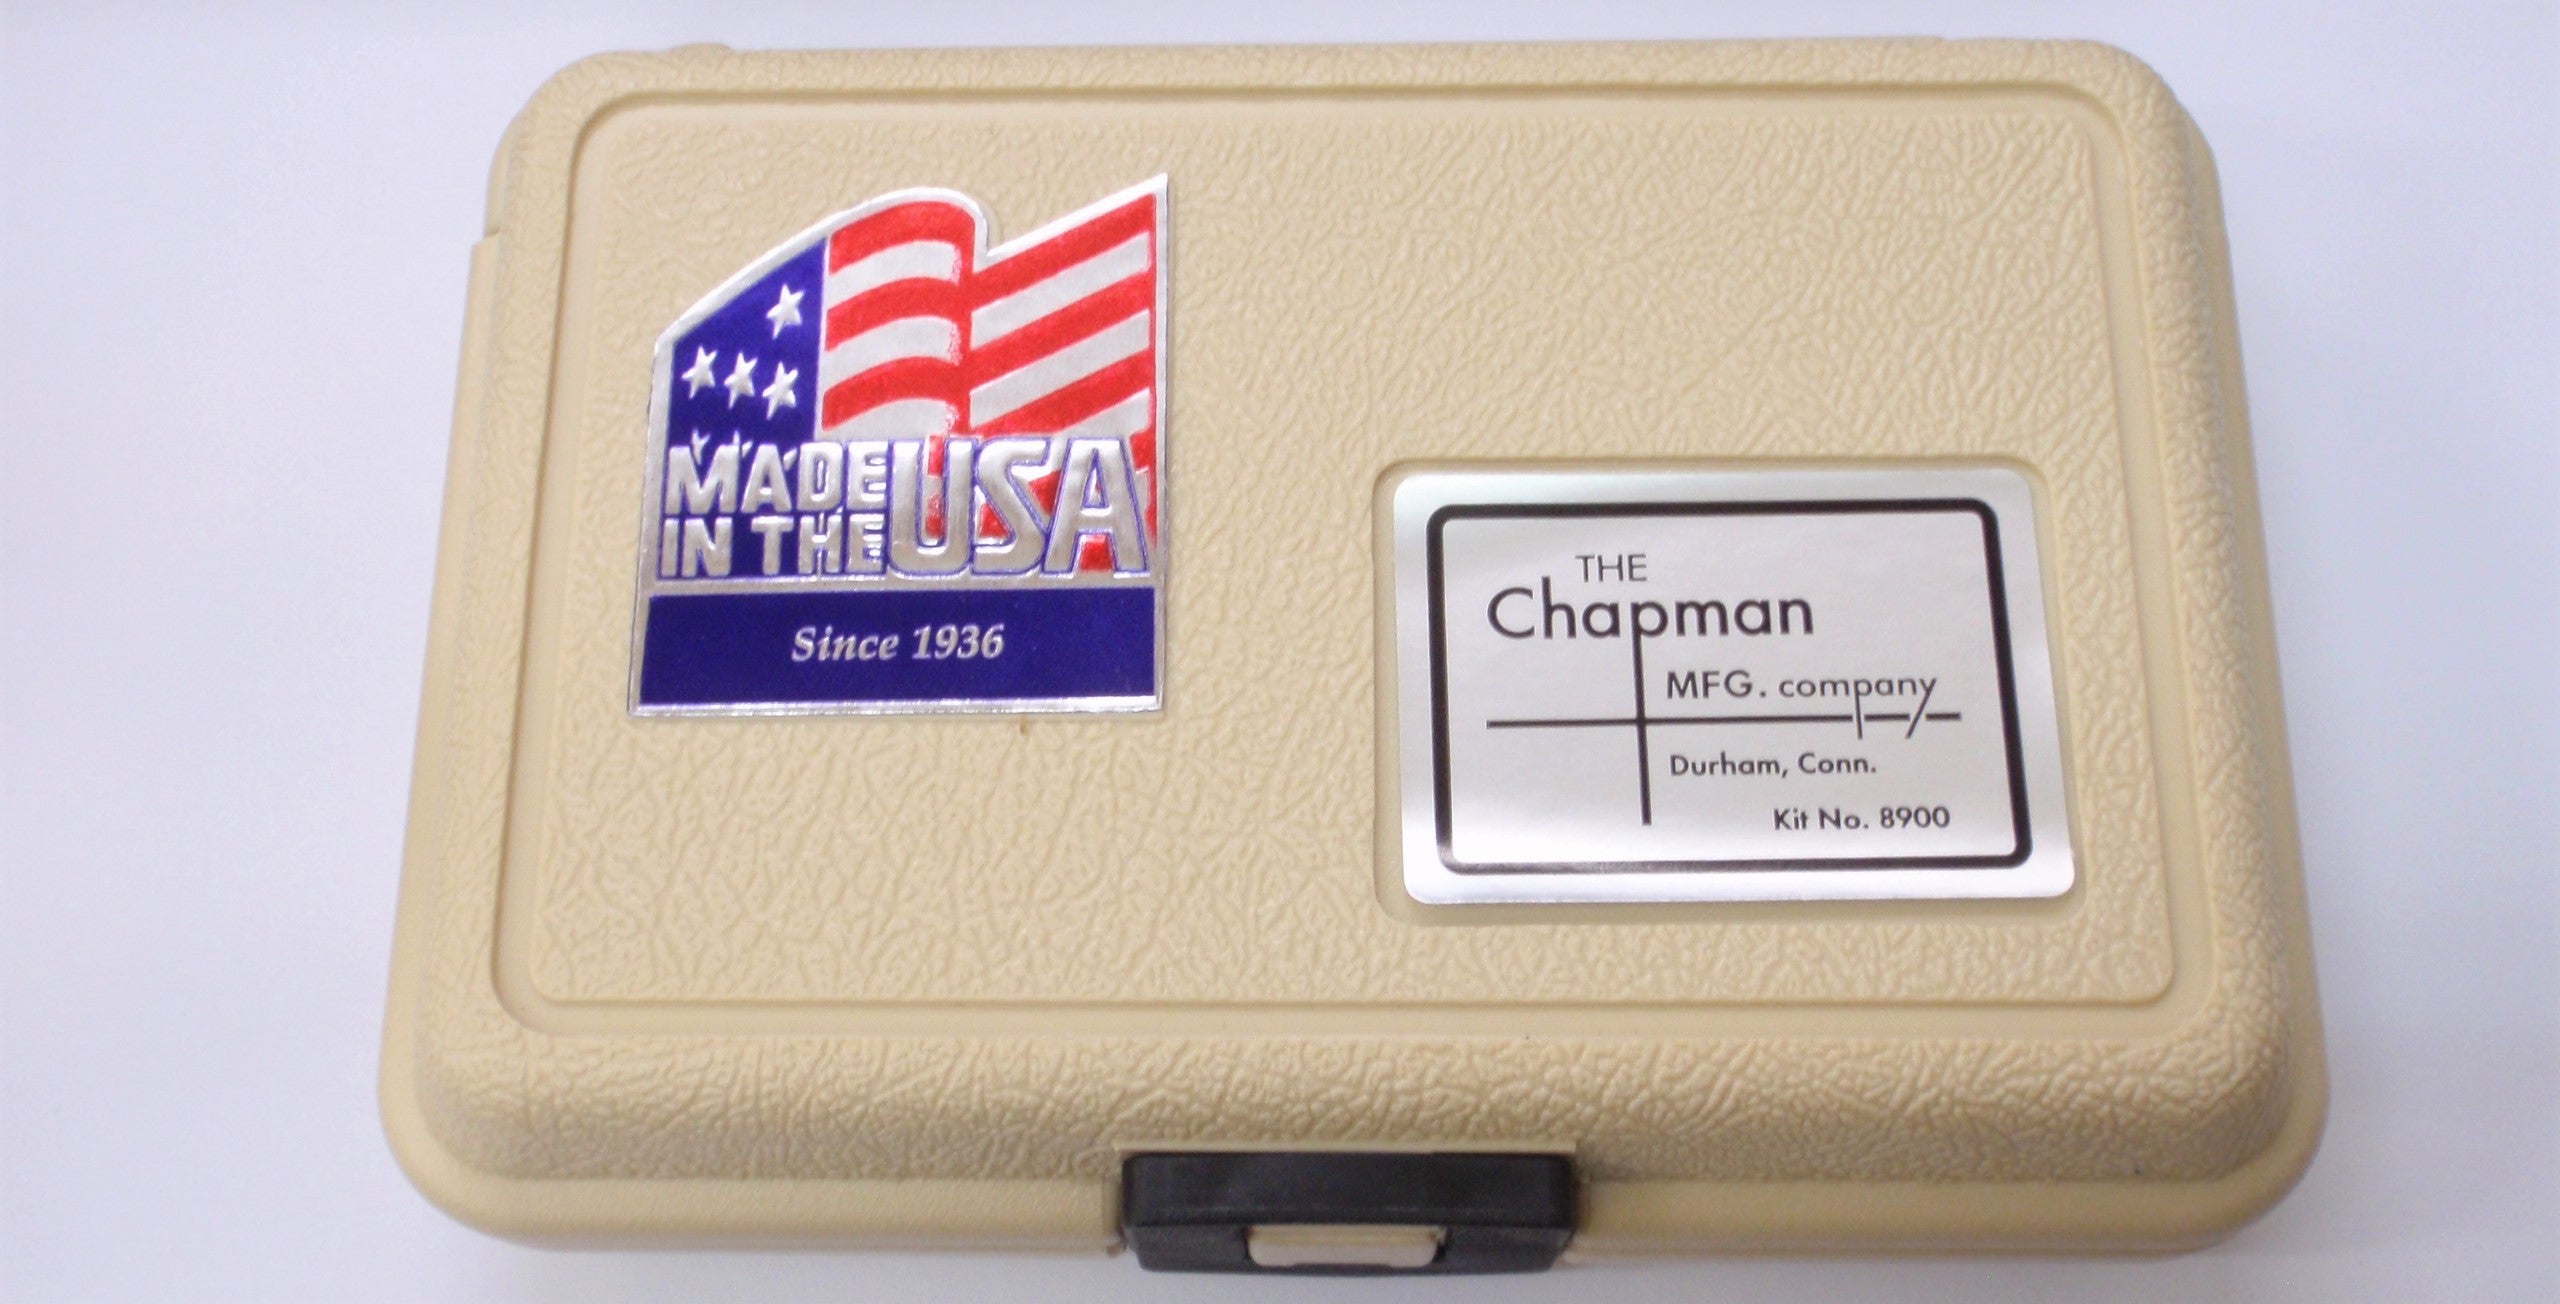 MADE
IN THE USA
Since 1936
THE
Chapman
MFG. company
Durham, Conn.
Kit No. 8900